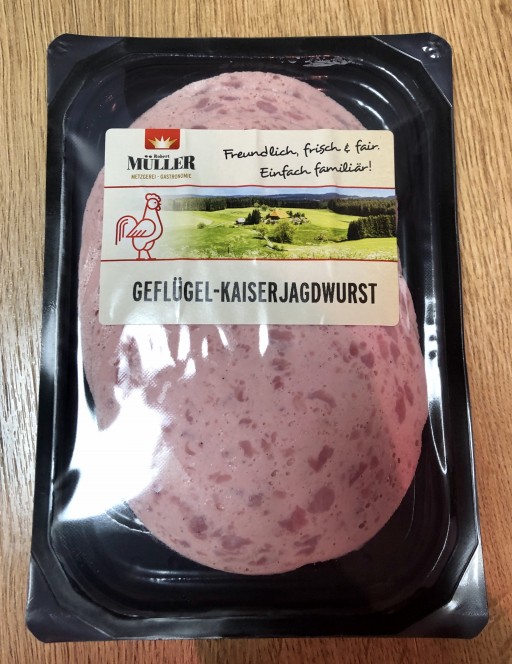 Robert
MÜLLER
METZGEREI · GASTRONOMIE
Freundlich, frisch & fair.
Einfach familiär!
GEFLÜGEL-KAISERJAGDWURST